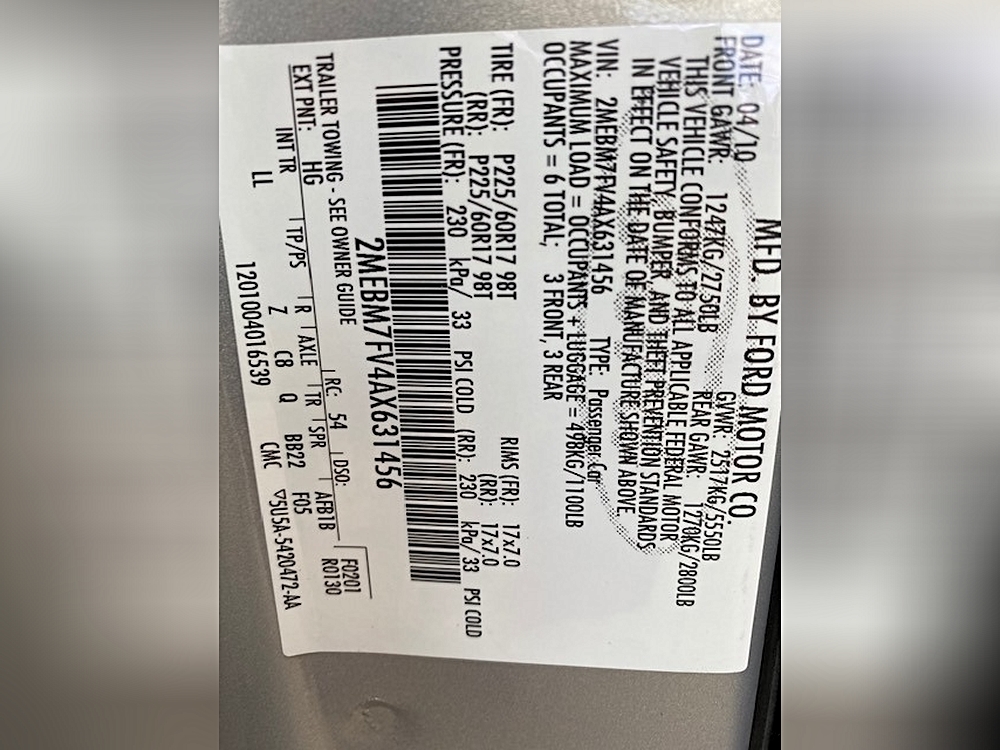 MFD. BY FORD MOTOR CO.
DATE: 04/10 GVWR: 2517KG/5550LB
FRONT GAWR: 1247KG/2750LB REAR GAWR: 1270KG/2800LB
THIS VEHICLE CONFORMS TO ALL APPLICABLE FEDERAL MOTOR
VEHICLE SAFETY, BUMPER, AND THEFT PREVENTION STANDARDS
IN EFFECT ON THE DATE OF MANUFACTURE SHOWN ABOVE.
VIN: 2MEBM7FV4AX631456 TYPE: Passenger Car
MAXIMUM LOAD = OCCUPANTS + LUGGAGE = 498KG/1100LB
OCCUPANTS = 6 TOTAL; 3 FRONT, 3 REAR
TIRE (FR): P225/60R17 98T RIMS (FR): 17x7.0
(RR): P225/60R17 98T (RR): 17x7.0
PRESSURE (FR): 230 kPa/ 33 PSI COLD (RR): 230 kPa/ 33 PSI COLD
2MEBM7FV4AX631456
TRAILER TOWING - SEE OWNER GUIDE F0201
EXT PNT: HG RC: 54 DSO: R0130
INT TR TP/PS R AXLE TR SPR AFB1B
LL Z CB Q BB22 F05
1201004016539 CMC ▽5U5A-5420472-AA